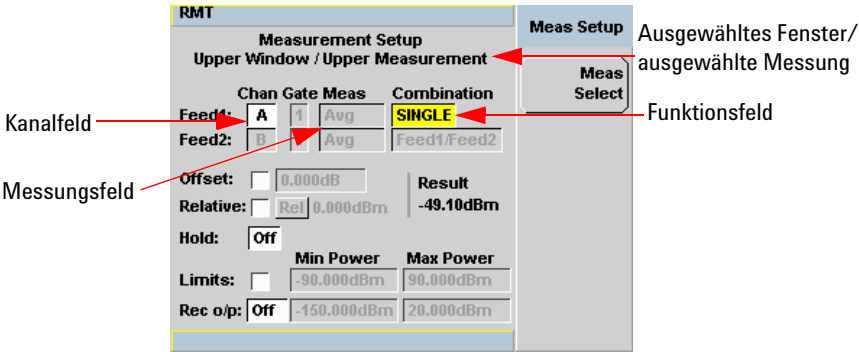 RMT
Measurement Setup
Upper Window / Upper Measurement
Meas Setup
Meas
Select
Ausgewähltes Fenster/
ausgewählte Messung
Chan Gate Meas Combination
Feed1: A 1 Avg SINGLE
Feed2: B Avg Feed1/Feed2
Kanalfeld
Funktionsfeld
Messungsfeld
Offset: 0.000dB
Relative: Rel 0.000dBm
Result
-49.10dBm
Hold: Off
Min Power Max Power
Limits: -90.000dBm 90.000dBm
Rec o/p: Off -150.000dBm 20.000dBm